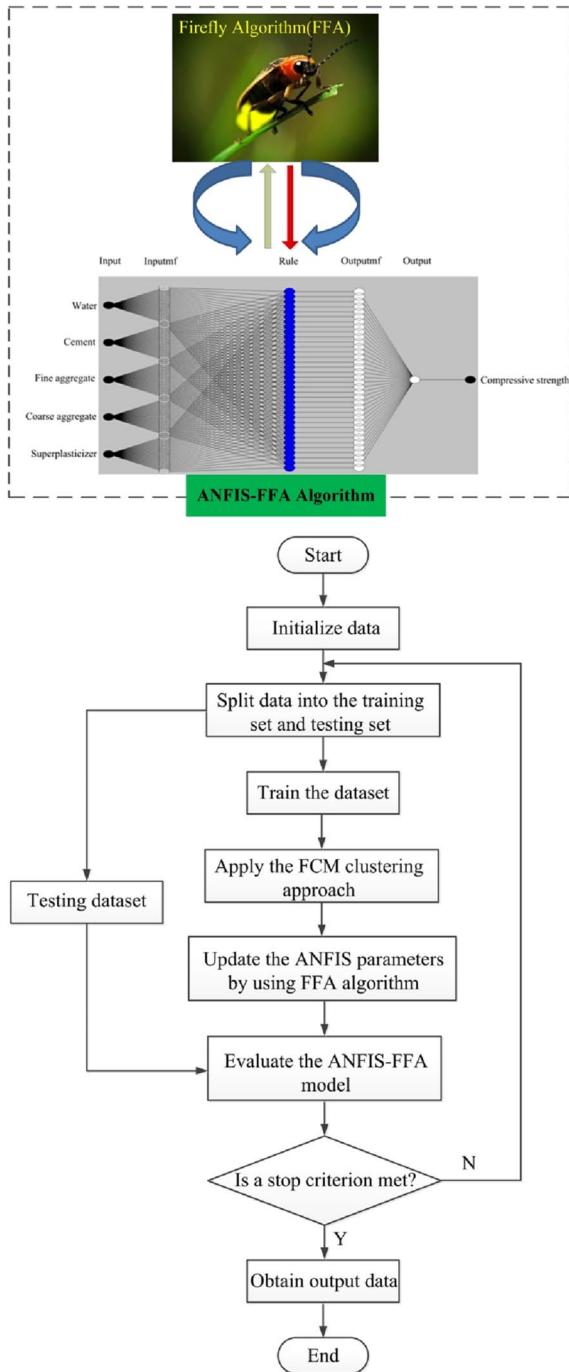 Firefly Algorithm(FFA)
Input
Inputmf
Rule
Outputmf
Output
Water
Cement
Fine aggregate
Coarse aggregate
Superplasticizer
Compressive strength
ANFIS-FFA Algorithm
Start
Initialize data
Split data into the training
set and testing set
Train the dataset
Apply the FCM clustering
approach
Testing dataset
Update the ANFIS parameters
by using FFA algorithm
Evaluate the ANFIS-FFA
model
Is a stop criterion met?
N
Y
Obtain output data
End